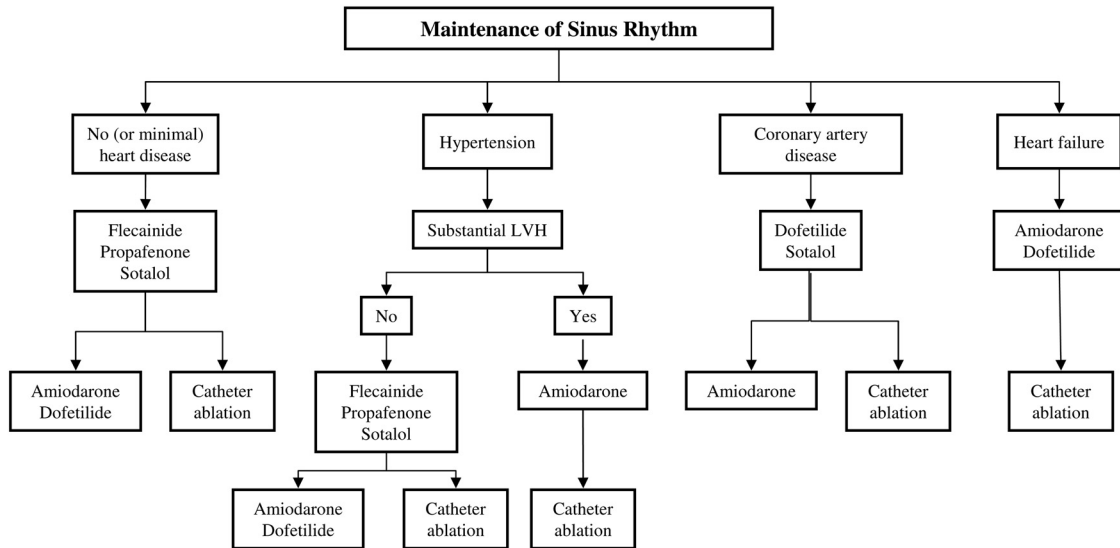 Maintenance of Sinus Rhythm
No (or minimal)
heart disease
Hypertension
Coronary artery
disease
Heart failure
Flecainide
Propafenone
Sotalol
Substantial LVH
Dofetilide
Sotalol
Amiodarone
Dofetilide
No
Yes
Amiodarone
Dofetilide
Catheter
ablation
Flecainide
Propafenone
Sotalol
Amiodarone
Amiodarone
Catheter
ablation
Catheter
ablation
Amiodarone
Dofetilide
Catheter
ablation
Catheter
ablation